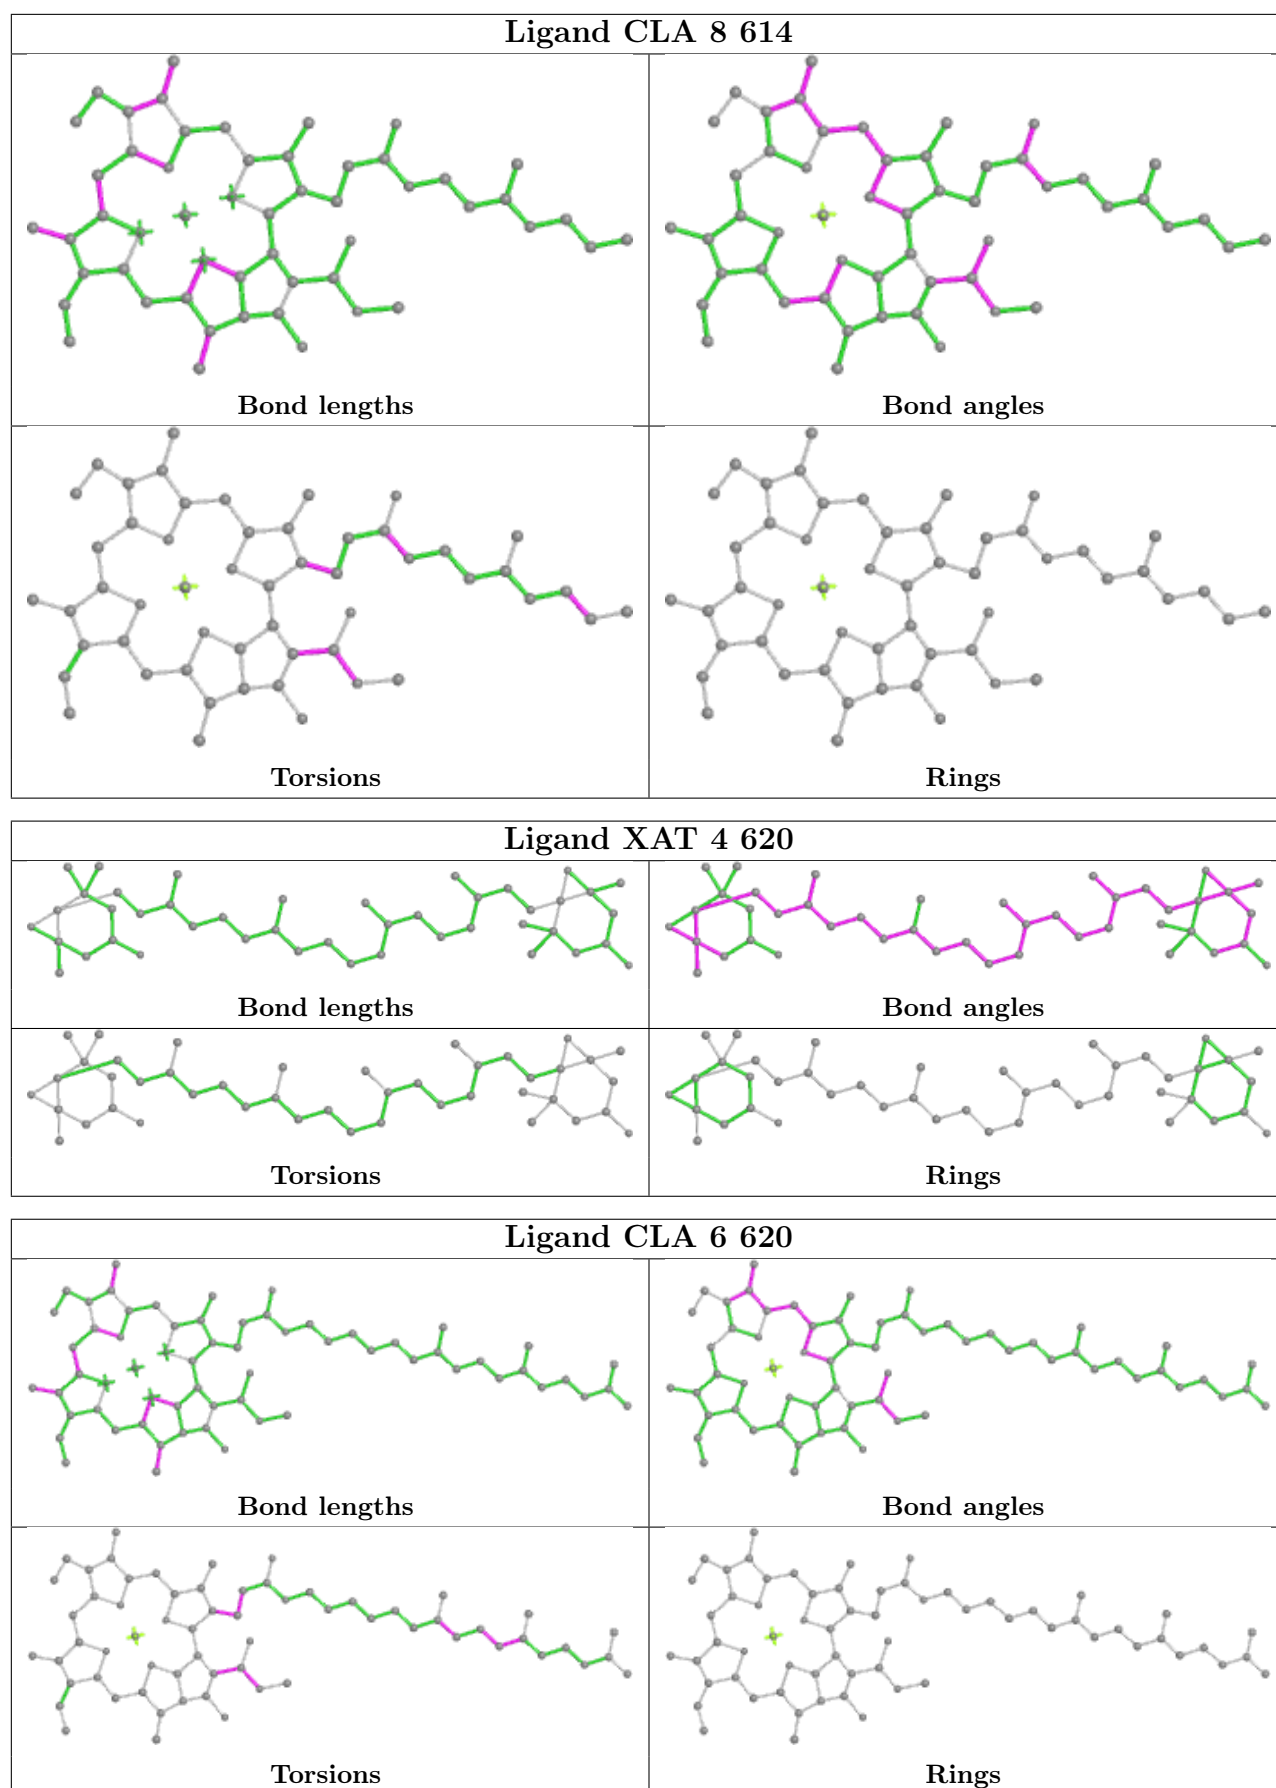 Ligand CLA 8 614
Bond lengths
Bond angles
Torsions
Rings
Ligand XAT 4 620
Bond lengths
Bond angles
Torsions
Rings
Ligand CLA 6 620
Bond lengths
Bond angles
Torsions
Rings